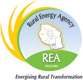 Rural Energy Agency
REA
Energising Rural Transformation